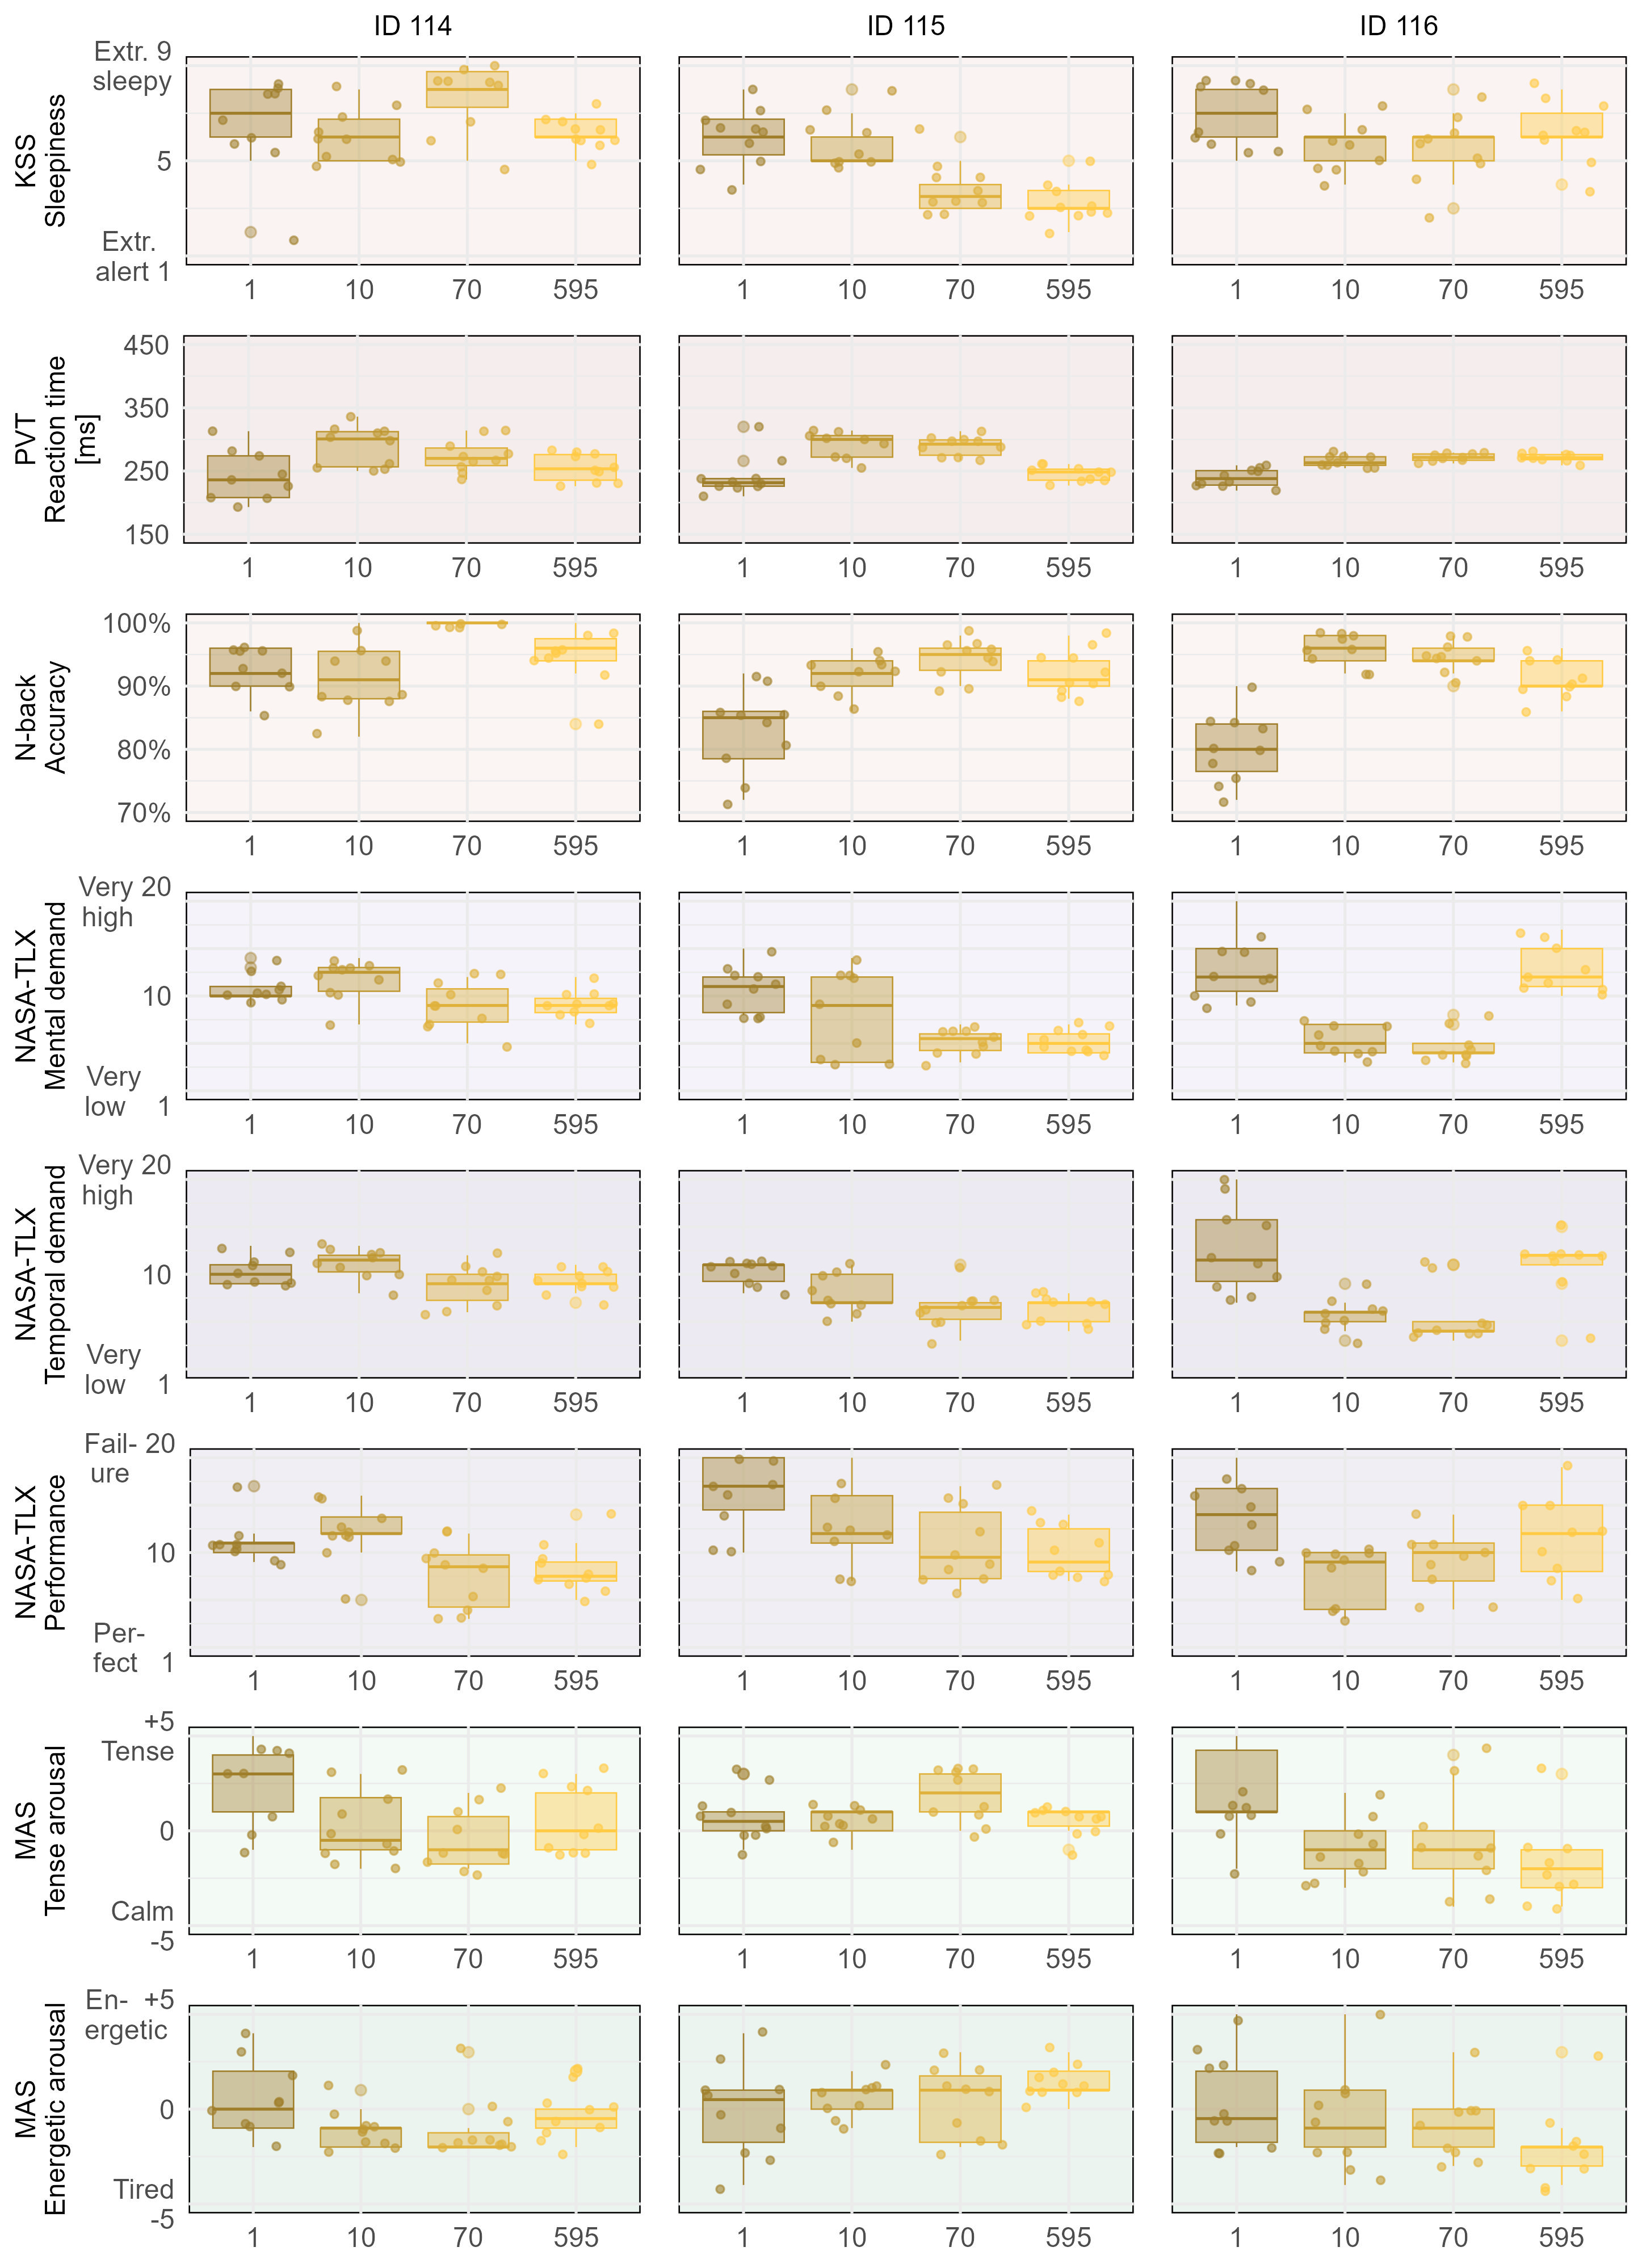 ID 114
ID 115
ID 116
KSS
Sleepiness
Extr. 9
sleepy
5
Extr.
alert 1
1 10 70 595
1 10 70 595
1 10 70 595
PVT
Reaction time
[ms]
450
350
250
150
1 10 70 595
1 10 70 595
1 10 70 595
N-back
Accuracy
100%
90%
80%
70%
1 10 70 595
1 10 70 595
1 10 70 595
NASA-TLX
Mental demand
Very 20
high
10
Very
low 1
1 10 70 595
1 10 70 595
1 10 70 595
NASA-TLX
Temporal demand
Very 20
high
10
Very
low 1
1 10 70 595
1 10 70 595
1 10 70 595
NASA-TLX
Performance
Fail- 20
ure
10
Per-
fect 1
1 10 70 595
1 10 70 595
1 10 70 595
MAS
Tense arousal
+5
Tense
0
Calm
-5
1 10 70 595
1 10 70 595
1 10 70 595
MAS
Energetic arousal
En- +5
ergetic
0
Tired
-5
1 10 70 595
1 10 70 595
1 10 70 595